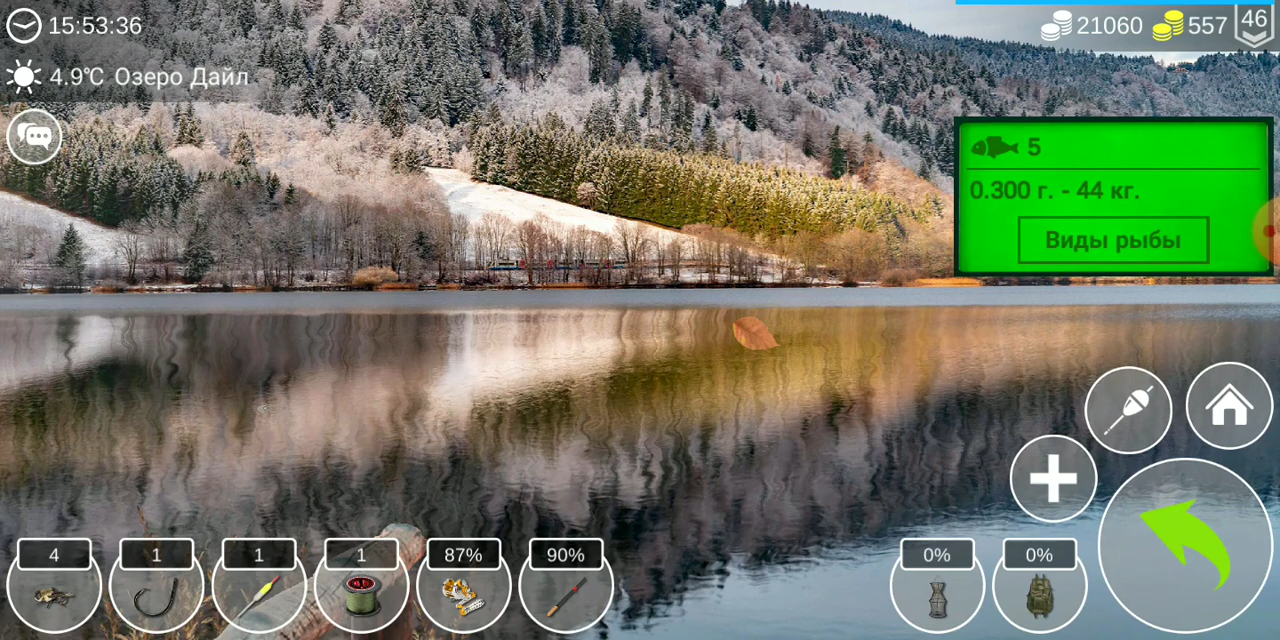 15:53:36
21060 557 46
4.9℃ Озеро Дайл
5
0.300 г. - 44 кг.
Виды рыбы
4 1 1 1 87% 90% 0% 0%